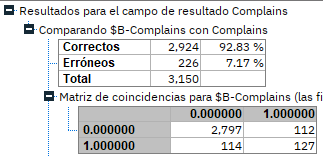 Resultados para el campo de resultado Complains
Comparando $B-Complains con Complains
Correctos 2,924 92.83 %
Erróneos 226 7.17 %
Total 3,150
Matriz de coincidencias para $B-Complains (las fi
0.000000 1.000000
0.000000 2,797 112
1.000000 114 127